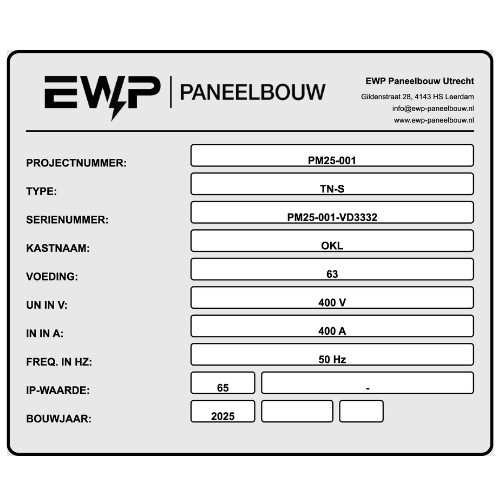 EWP | PANEELBOUW
EWP Paneelbouw Utrecht
Gildenstraat 28, 4143 HS Leerdam
info@ewp-paneelbouw.nl
www.ewp-paneelbouw.nl
PROJECTNUMMER: PM25-001
TYPE: TN-S
SERIENUMMER: PM25-001-VD3332
KASTNAAM: OKL
VOEDING: 63
UN IN V: 400 V
IN IN A: 400 A
FREQ. IN HZ: 50 Hz
IP-WAARDE: 65 -
BOUWJAAR: 2025